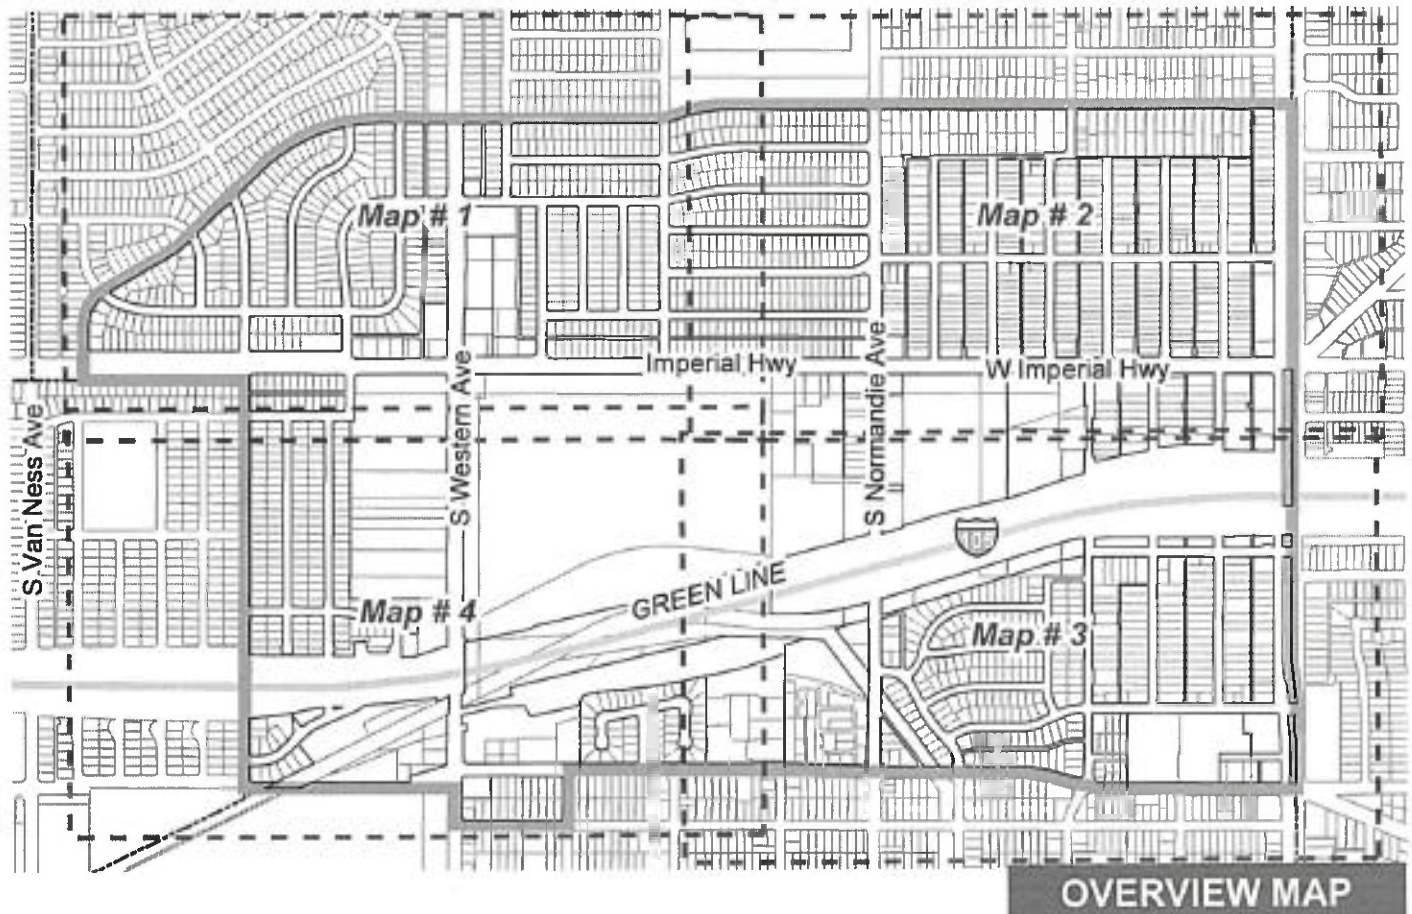 Map # 1
Map # 2
Imperial Hwy
W Imperial Hwy
S Van Ness Ave
S Western Ave
S Normandie Ave
105
GREEN LINE
Map # 4
Map # 3
OVERVIEW MAP